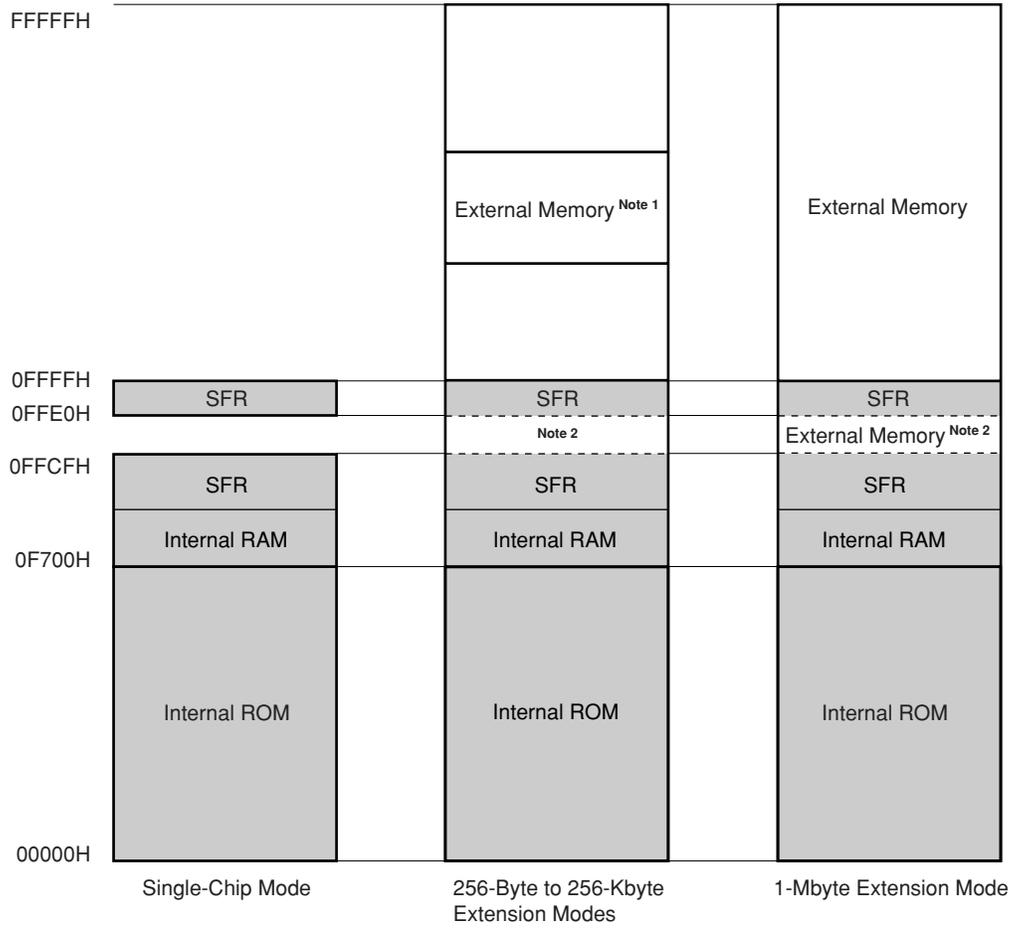 FFFFFH
External Memory Note 1
External Memory
0FFFFH
SFR
SFR
SFR
0FFE0H
Note 2
External Memory Note 2
0FFCFH
SFR
SFR
SFR
Internal RAM
Internal RAM
Internal RAM
0F700H
Internal ROM
Internal ROM
Internal ROM
00000H
Single-Chip Mode
256-Byte to 256-Kbyte
Extension Modes
1-Mbyte Extension Mode